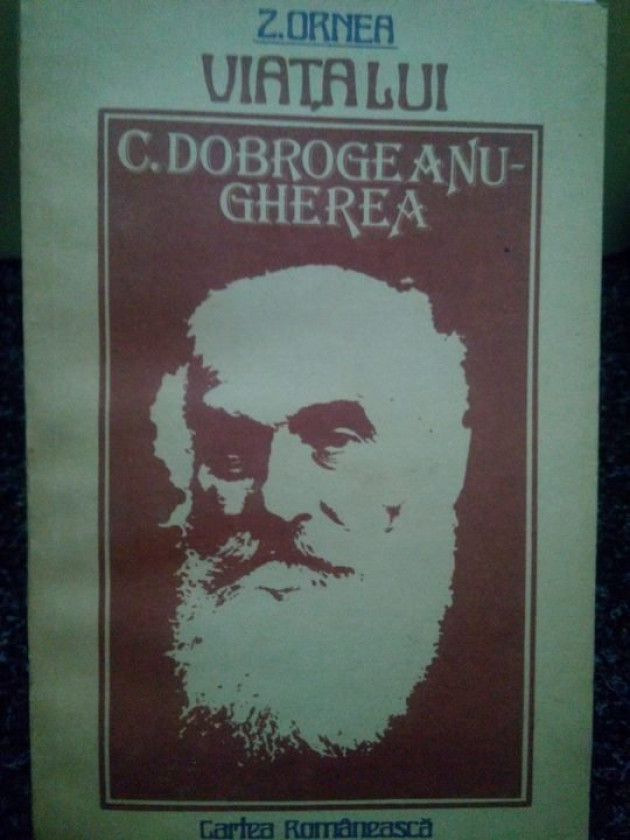 Z.ORNEA
VIAȚA LUI
C.DOBROGEANU-
GHEREA
Cartea Românească